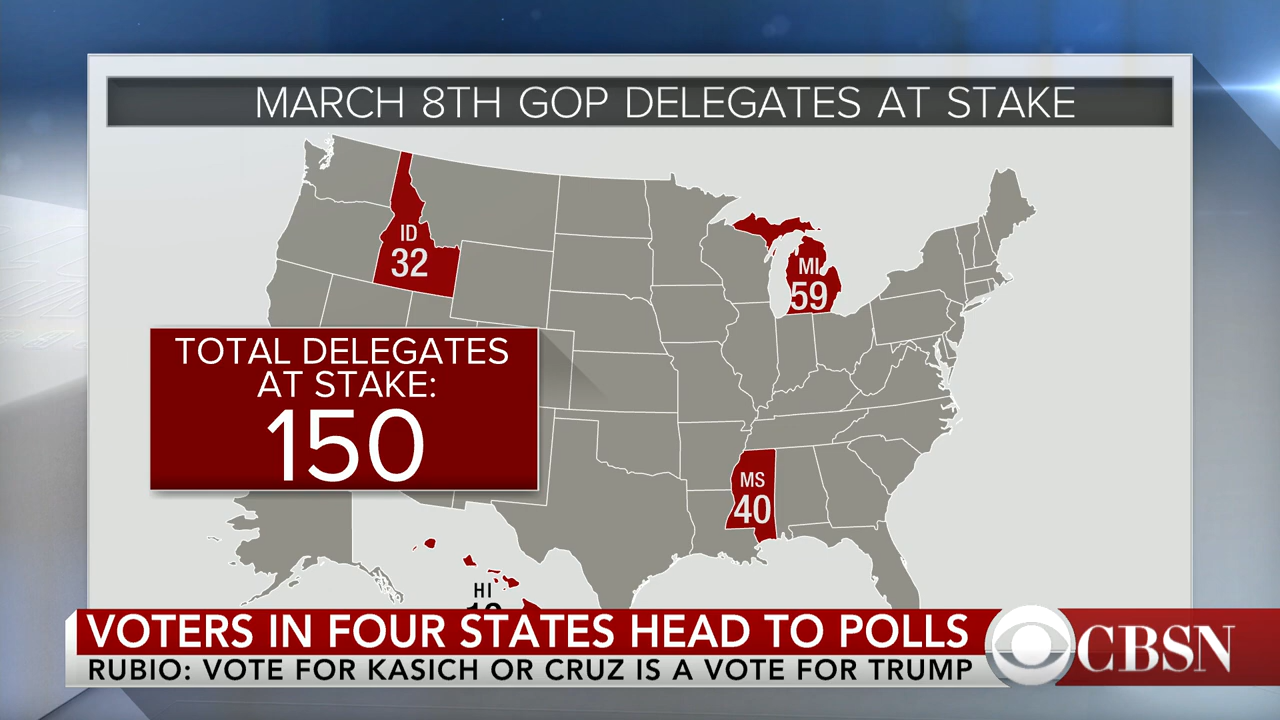 MARCH 8TH GOP DELEGATES AT STAKE
ID
32
MI
59
TOTAL DELEGATES
AT STAKE:
150
MS
40
HI
VOTERS IN FOUR STATES HEAD TO POLLS
RUBIO: VOTE FOR KASICH OR CRUZ IS A VOTE FOR TRUMP
CBSN